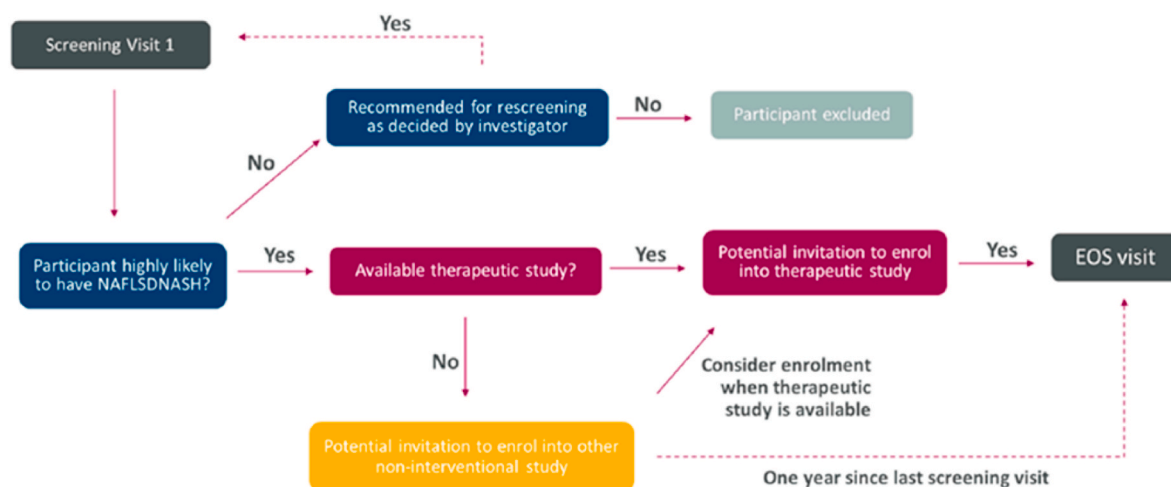 Yes
Screening Visit 1
Recommended for rescreening
as decided by investigator
No
Participant excluded
No
Participant highly likely
to have NAFLSDNASH?
Yes
Available therapeutic study?
Yes
Potential invitation to enrol
into therapeutic study
Yes
EOS visit
No
Consider enrolment
when therapeutic
study is available
Potential invitation to enrol into other
non-interventional study
One year since last screening visit